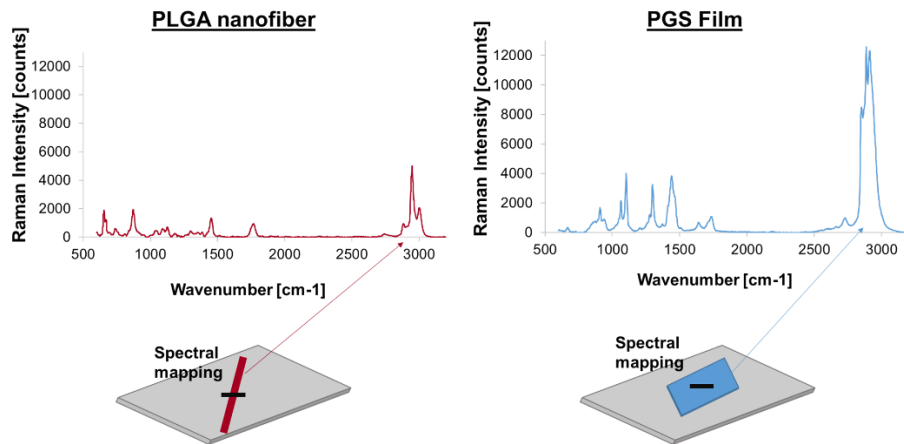 PLGA nanofiber
Raman Intensity [counts]
12000
10000
8000
6000
4000
2000
0
500
1000
1500
2000
2500
3000
Wavenumber [cm-1]
Spectral
mapping
PGS Film
Raman Intensity [counts]
12000
10000
8000
6000
4000
2000
0
500
1000
1500
2000
2500
3000
Wavenumber [cm-1]
Spectral
mapping